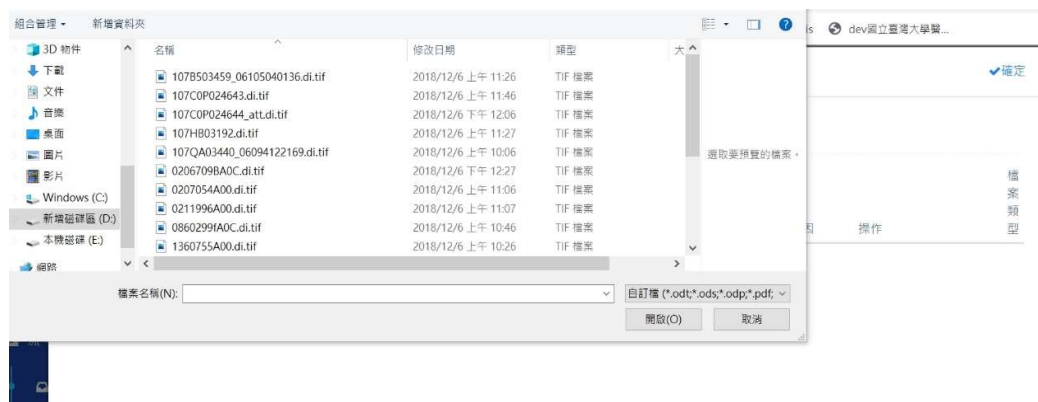 組合管理 新增資料夾
is dev國立臺灣大學醫...
3D 物件
下載
文件
音樂
桌面
圖片
影片
Windows (C:)
新增磁碟區 (D:)
本機磁碟 (E:)
網路
名稱 修改日期 類型 大
107B503459_06105040136.di.tif 2018/12/6 上午 11:26 TIF 檔案
107C0P024643.di.tif 2018/12/6 上午 11:46 TIF 檔案
107C0P024644_att.di.tif 2018/12/6 下午 12:06 TIF 檔案
107HB03192.di.tif 2018/12/6 上午 11:27 TIF 檔案
107QA03440_06094122169.di.tif 2018/12/6 上午 10:06 TIF 檔案
0206709BA0C.di.tif 2018/12/6 下午 12:27 TIF 檔案
0207054A00.di.tif 2018/12/6 上午 11:06 TIF 檔案
0211996A00.di.tif 2018/12/6 上午 11:07 TIF 檔案
0860299fA0C.di.tif 2018/12/6 上午 10:46 TIF 檔案
1360755A00.di.tif 2018/12/6 上午 10:26 TIF 檔案
選取要預覽的檔案。
檔案名稱(N):
自訂檔 (*.odt;*.ods;*.odp;*.pdf;
開啟(O) 取消
確定
因 操作 檔案類型